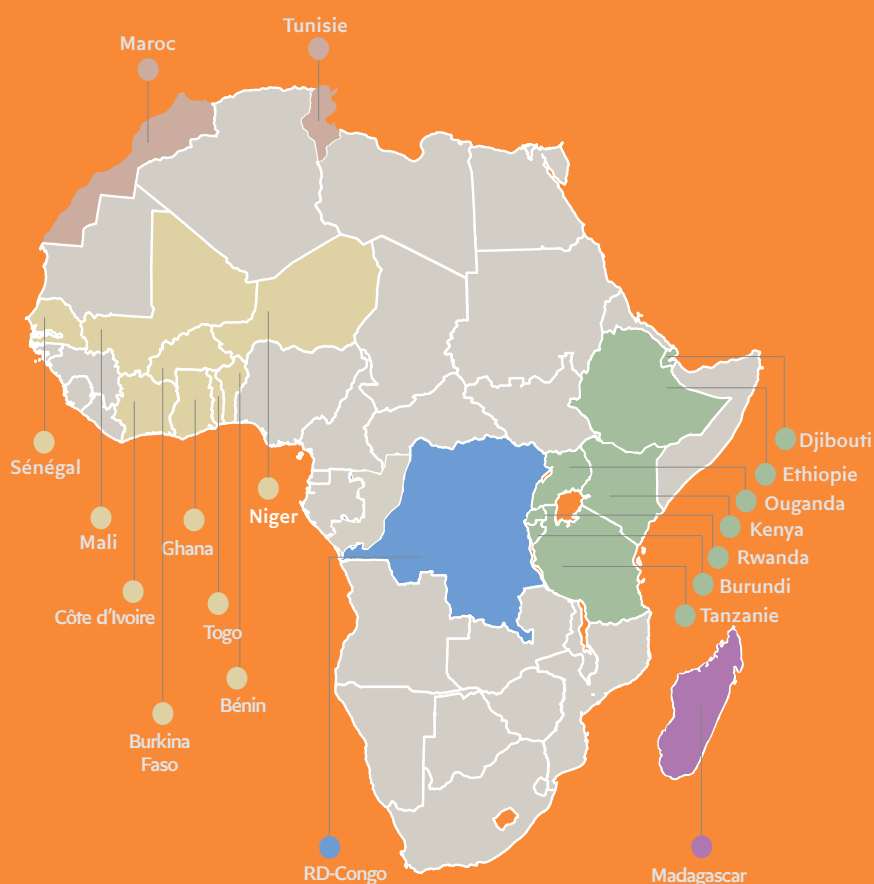 Tunisie
Maroc
Djibouti
Sénégal
Ethiopie
Ouganda
Niger
Kenya
Mali
Ghana
Rwanda
Burundi
Côte d'Ivoire
Tanzanie
Togo
Bénin
Burkina
Faso
RD-Congo
Madagascar